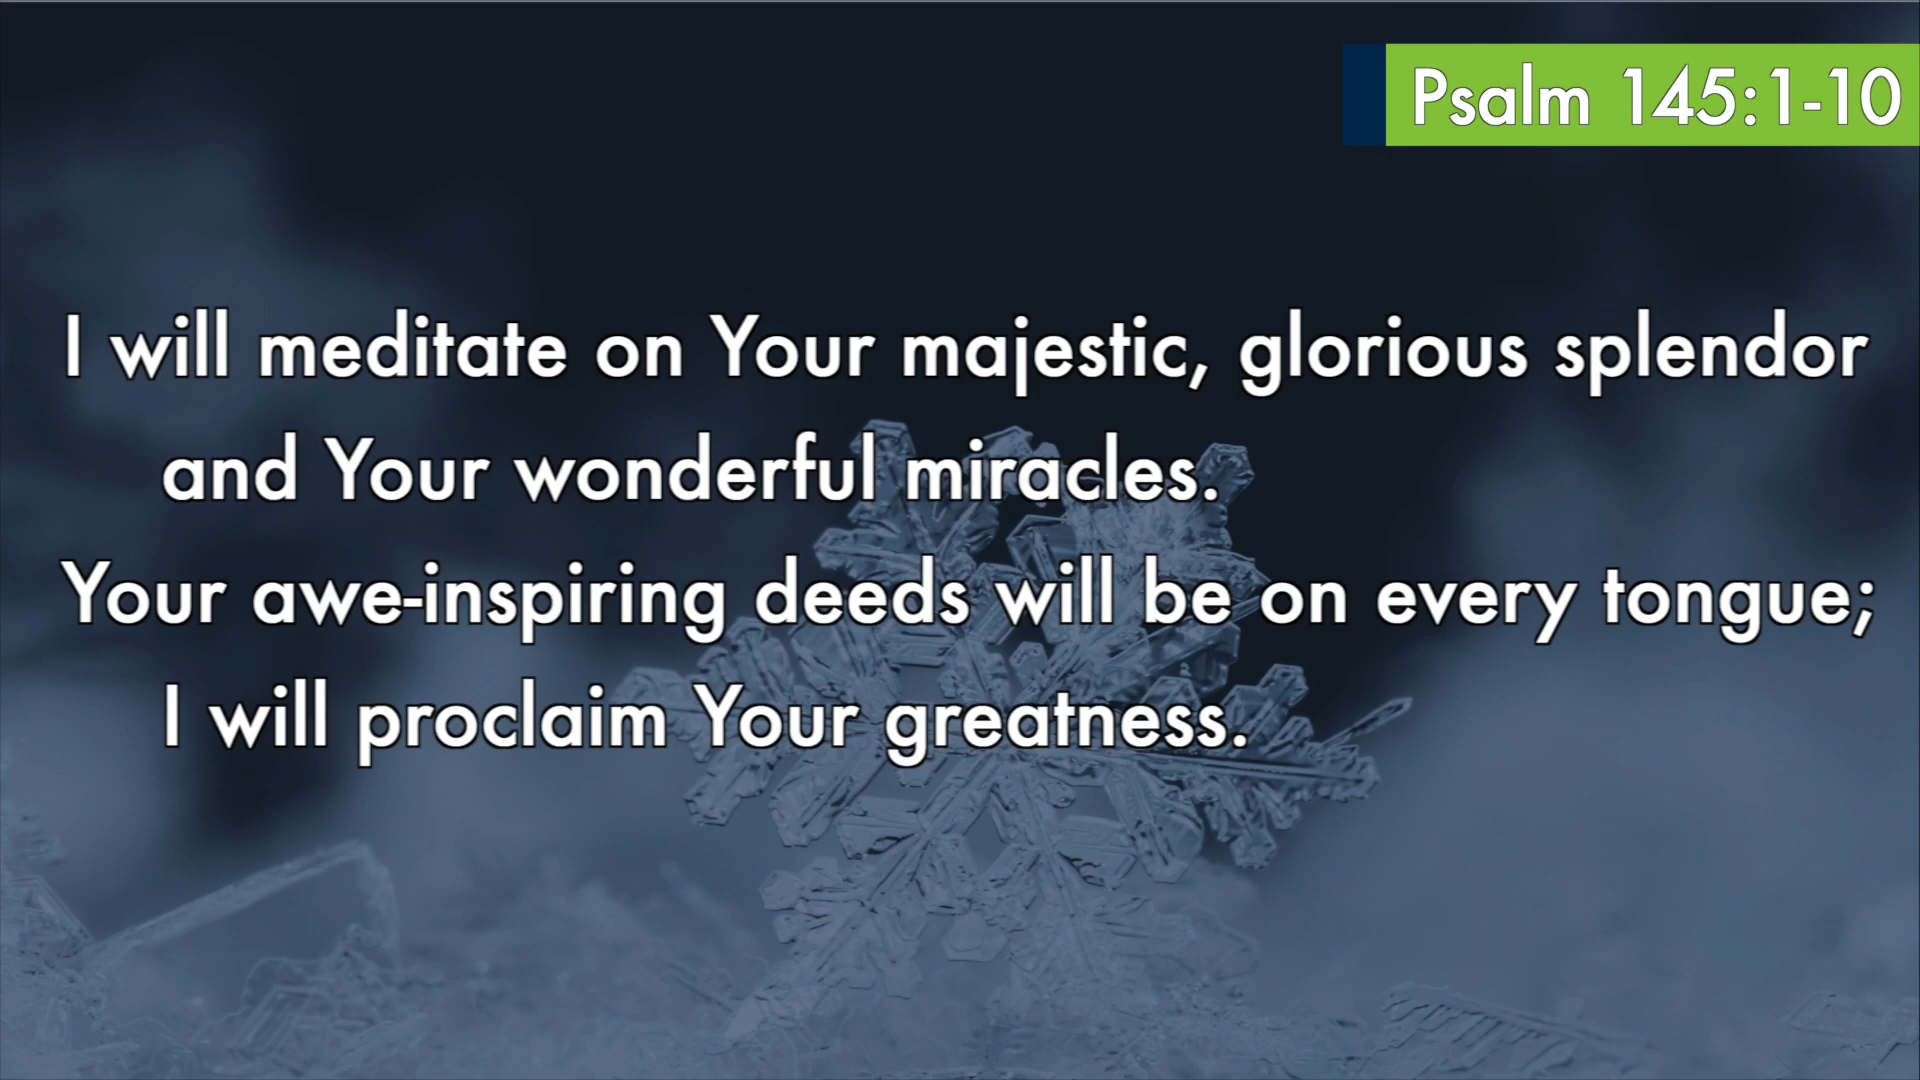 Psalm 145:1-10
I will meditate on Your majestic, glorious splendor
and Your wonderful miracles.
Your awe-inspiring deeds will be on every tongue;
I will proclaim Your greatness.